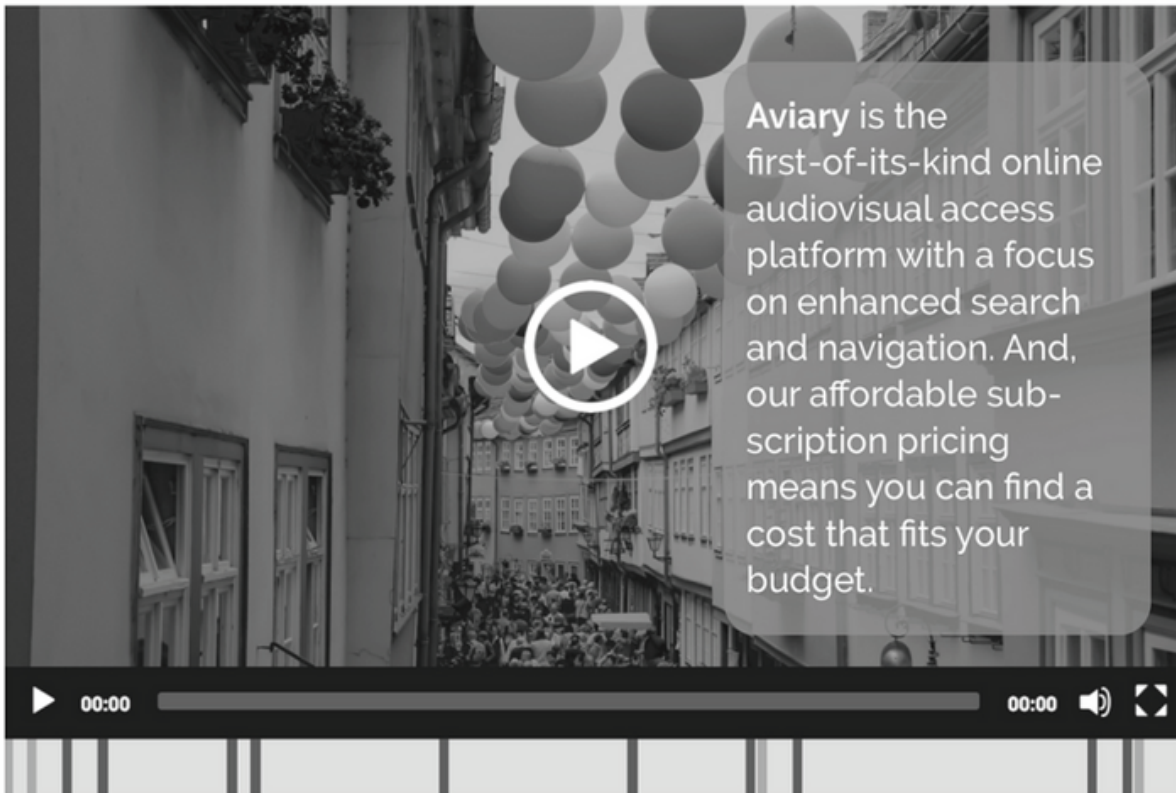 Aviary is the
first-of-its-kind online
audiovisual access
platform with a focus
on enhanced search
and navigation. And,
our affordable sub-
scription pricing
means you can find a
cost that fits your
budget.
00:00 00:00